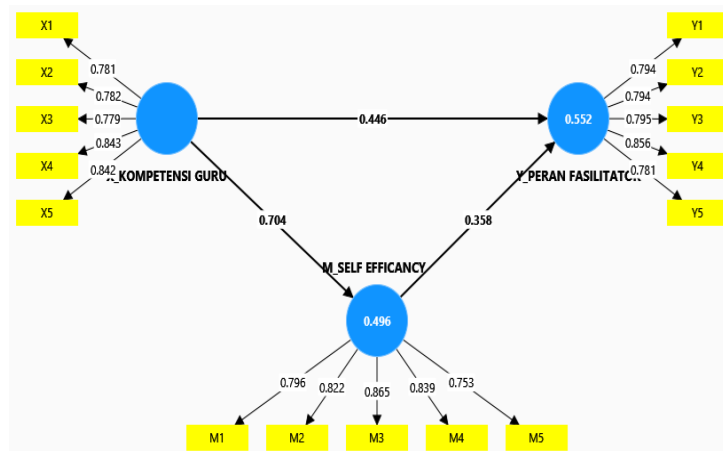 X1
X2
X3
X4
X5
0.781
0.782
0.779
0.843
0.842
X_KOMPETENSI GURU
0.446
0.704
0.358
0.552
Y_PERAN FASILITATOR
0.794
0.794
0.795
0.856
0.781
Y1
Y2
Y3
Y4
Y5
M_SELF EFFICANCY
0.496
0.796
0.822
0.865
0.839
0.753
M1
M2
M3
M4
M5